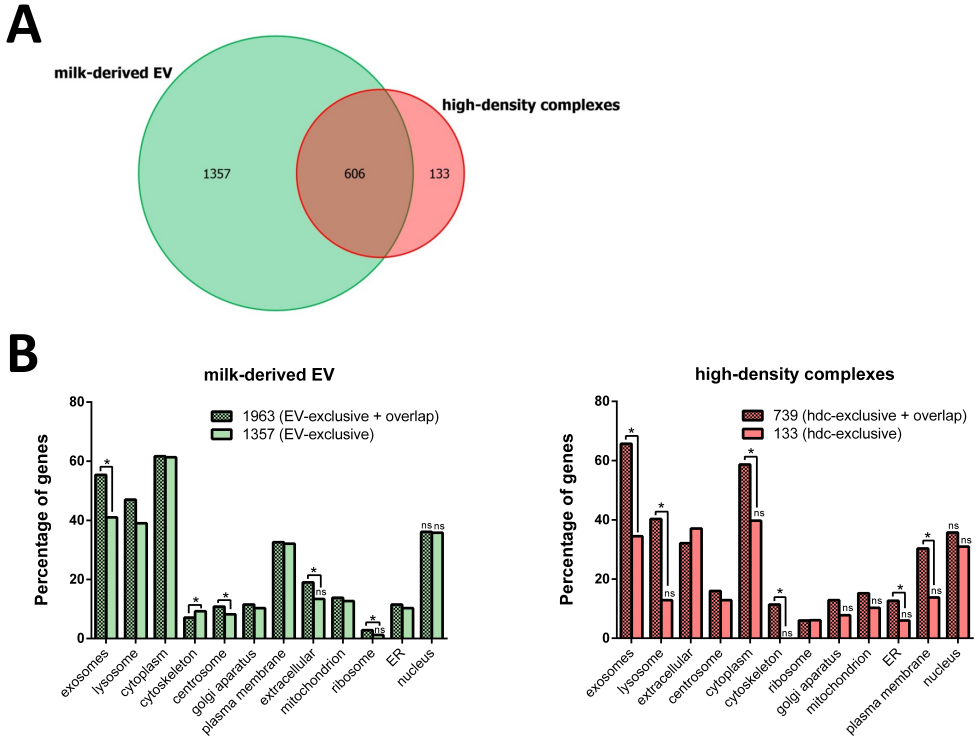 A
milk-derived EV
high-density complexes
1357
606
133
B
milk-derived EV
Percentage of genes
80
60
40
20
0
1963 (EV-exclusive + overlap)
1357 (EV-exclusive)
*
*
*
*
ns
*
ns
ns ns
exosomes
lysosome
cytoplasm
cytoskeleton
centrosome
golgi aparatus
plasma membrane
extracellular
mitochondrion
ribosome
ER
nucleus
high-density complexes
Percentage of genes
80
60
40
20
0
739 (hdc-exclusive + overlap)
133 (hdc-exclusive)
*
*
ns
*
ns
*
ns
ns
ns
*
ns
*
ns
ns
ns
exosomes
lysosome
extracellular
centrosome
cytoplasm
cytoskeleton
ribosome
golgi aparatus
mitochondrion
ER
plasma membrane
nucleus